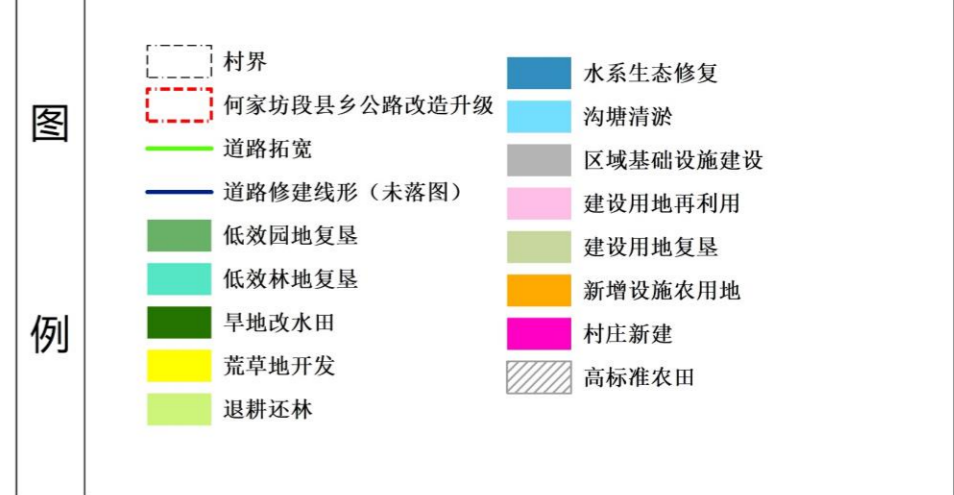 图例
村界
何家坊段县乡公路改造升级
道路拓宽
道路修建线形（未落图）
低效园地复垦
低效林地复垦
旱地改水田
荒草地开发
退耕还林
水系生态修复
沟塘清淤
区域基础设施建设
建设用地再利用
建设用地复垦
新增设施农用地
村庄新建
高标准农田